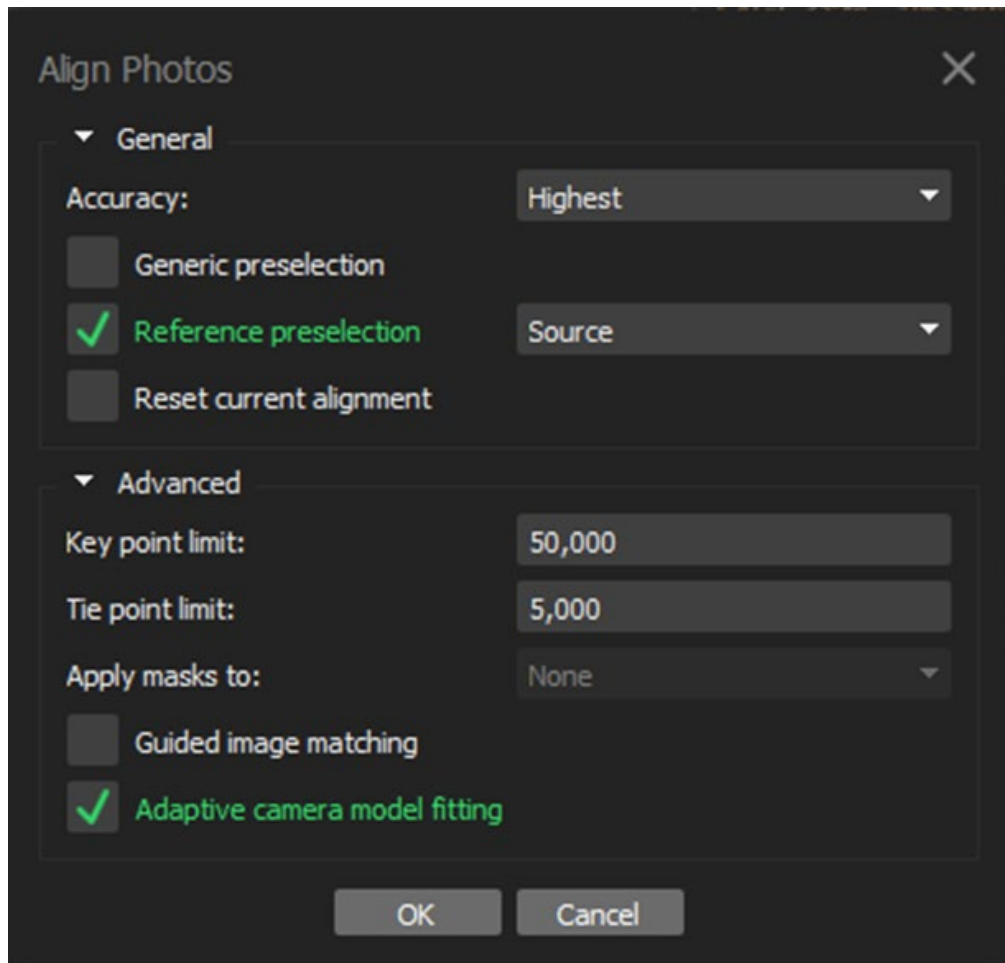 Align Photos
General
Accuracy: Highest
Generic preselection
Reference preselection Source
Reset current alignment
Advanced
Key point limit: 50,000
Tie point limit: 5,000
Apply masks to: None
Guided image matching
Adaptive camera model fitting
OK Cancel